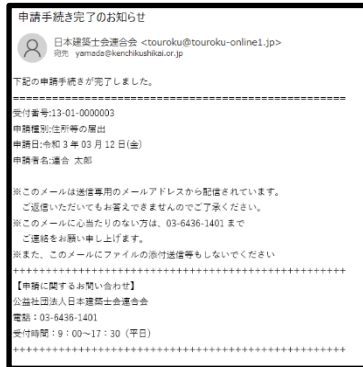 申請手続き完了のお知らせ
日本建築士会連合会 <touroku@touroku-online1.jp>
宛先 yamada@kenchikushikai.or.jp
下記の申請手続きが完了しました。
==================================================
受付番号:13-01-0000003
申請種別:住所等の届出
申請日:令和 3 年 03 月 12 日(金)
申請者名:連合 太郎
※このメールは送信専用のメールアドレスから配信されています。
ご返信いただいてもお答えできませんのでご了承ください。
※このメールに心当たりのない方は、03-6436-1401 まで
ご連絡をお願い申し上げます。
※また、このメールにファイルの添付送信等もしないでください
++++++++++++++++++++++++++++++++++++++++++++++++++
【申請に関するお問い合わせ】
公益社団法人日本建築士会連合会
電話：03-6436-1401
受付時間：9：00～17：30（平日）
++++++++++++++++++++++++++++++++++++++++++++++++++